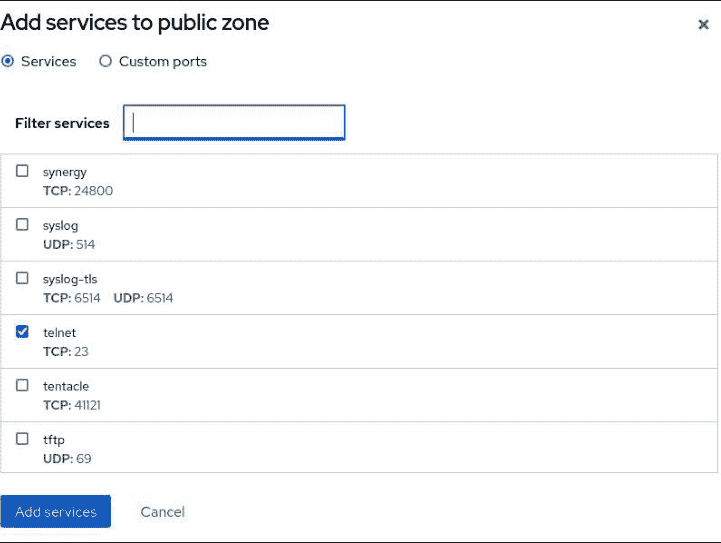 Add services to public zone
Services Custom ports
Filter services
synergy
TCP: 24800
syslog
UDP: 514
syslog-tls
TCP: 6514 UDP: 6514
telnet
TCP: 23
tentacle
TCP: 41121
tftp
UDP: 69
Add services Cancel